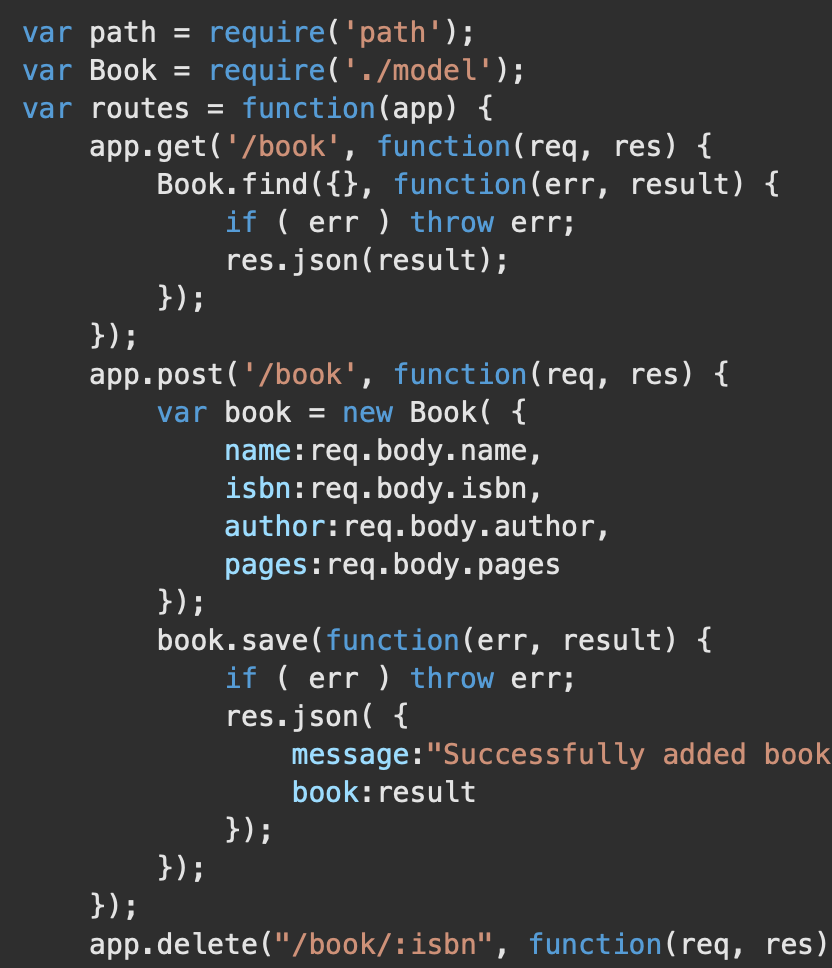 var path = require('path');
var Book = require('./model');
var routes = function(app) {
    app.get('/book', function(req, res) {
        Book.find({}, function(err, result) {
            if ( err ) throw err;
            res.json(result);
        });
    });
    app.post('/book', function(req, res) {
        var book = new Book( {
            name:req.body.name,
            isbn:req.body.isbn,
            author:req.body.author,
            pages:req.body.pages
        });
        book.save(function(err, result) {
            if ( err ) throw err;
            res.json( {
                message:"Successfully added book
                book:result
            });
        });
    });
    app.delete("/book/:isbn", function(req, res)